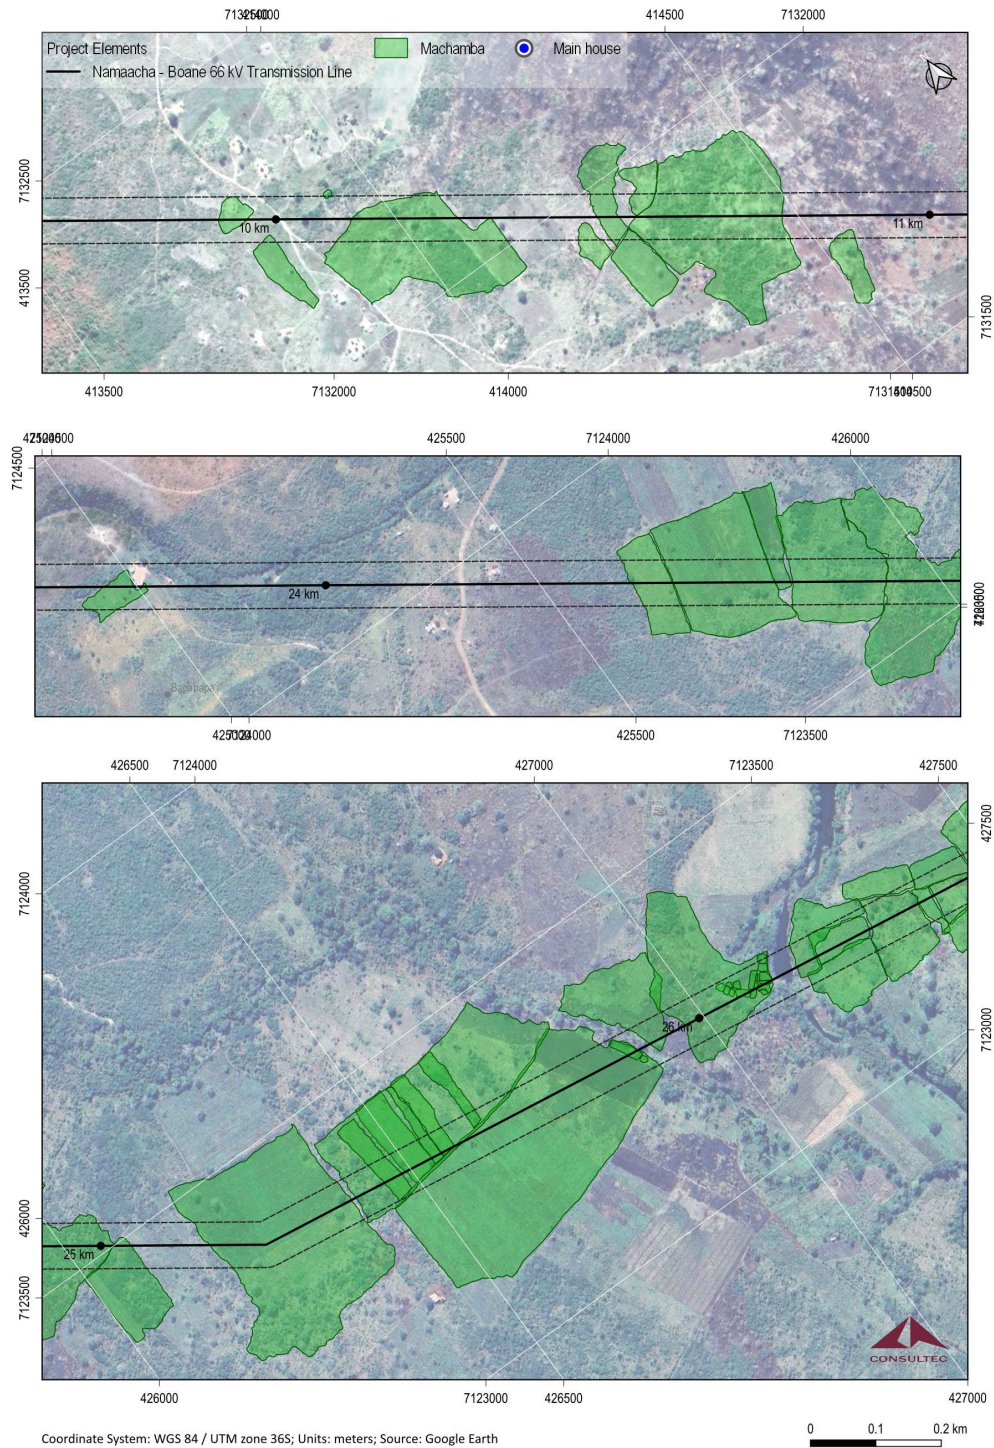 414500
7132000
Project Elements
Machamba
Main house
Namaacha - Boane 66 kV Transmission Line
7132500
413500
10 km
11 km
7131500
413500
7132000
414000
425500
7124000
426000
7124500
24 km
Bacabaca
425500
7123500
426500
7124000
427000
7123500
427500
427500
7124000
26 km
7123000
426000
25 km
7123500
CONSULTEC
426000
7123000
426500
427000
Coordinate System: WGS 84 / UTM zone 36S; Units: meters; Source: Google Earth
0
0.1
0.2 km